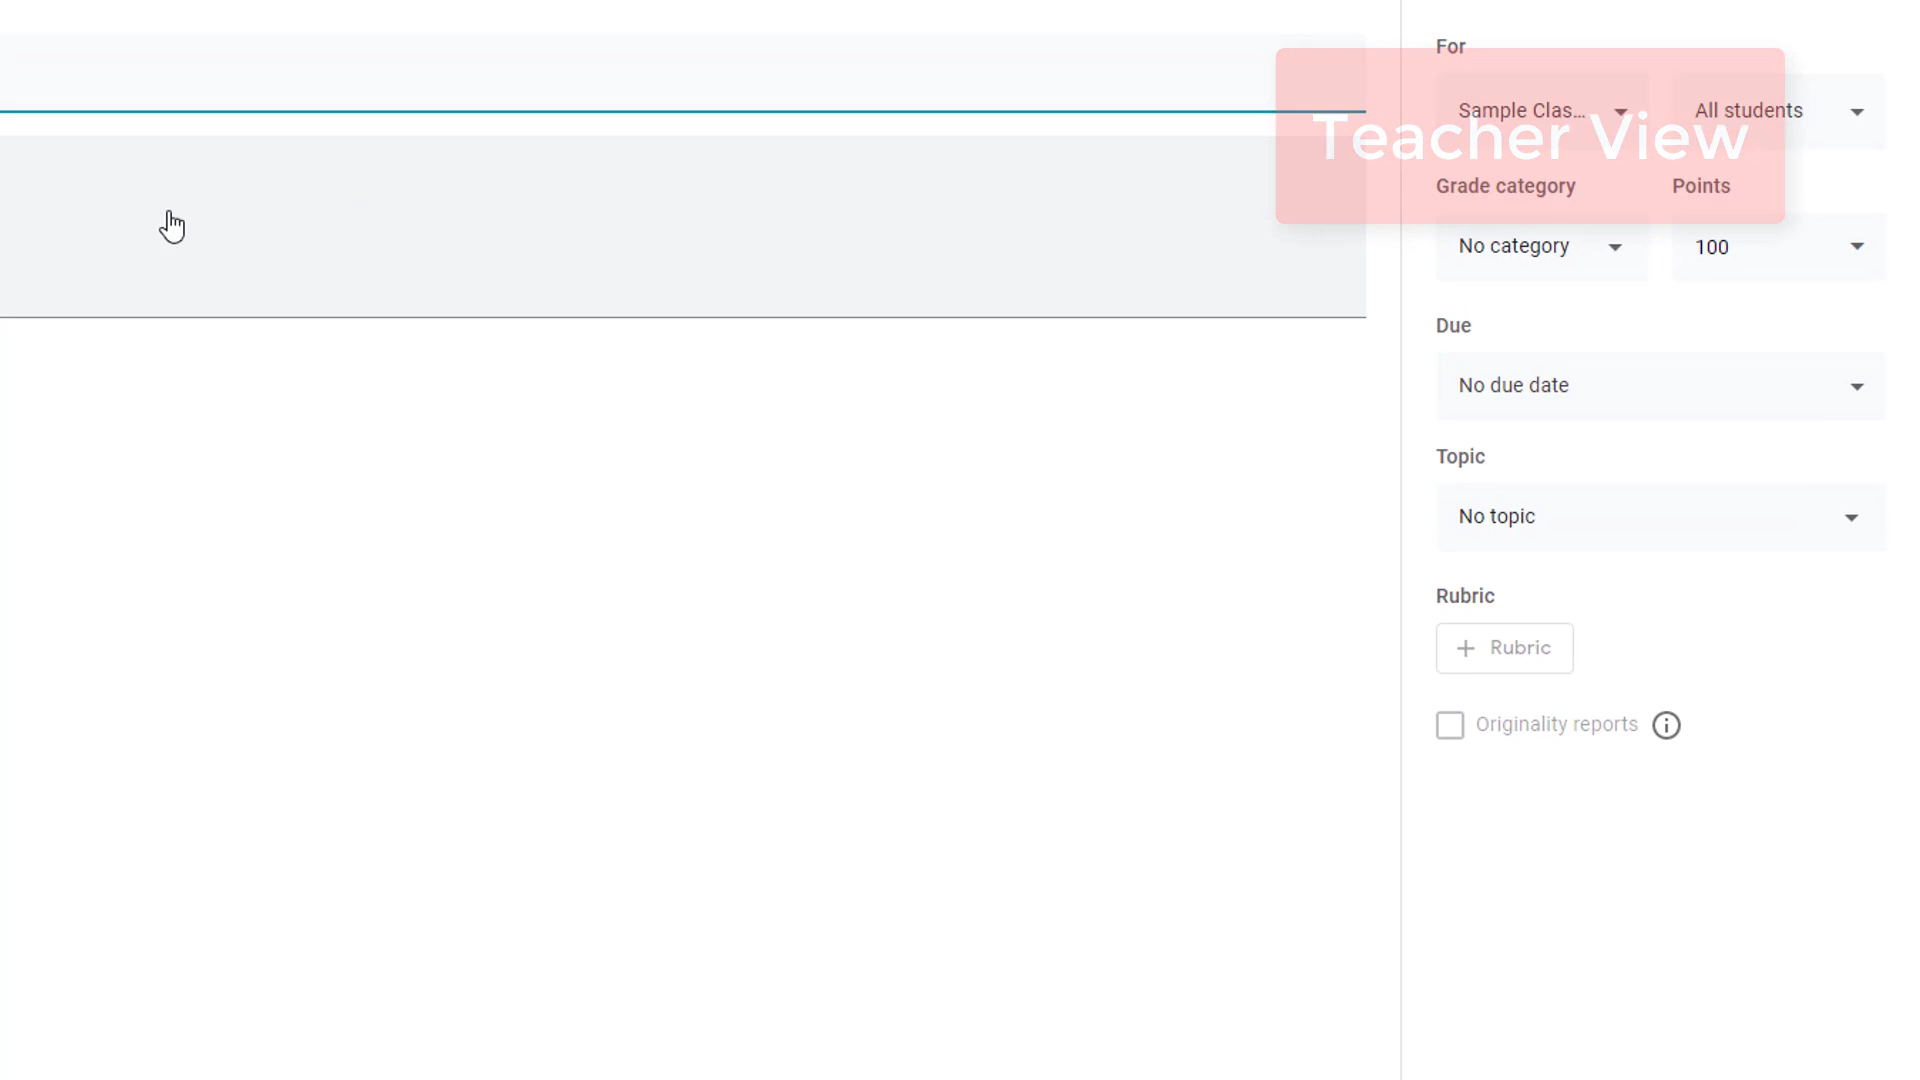 For
Sample Clas... All students
Teacher View
Grade category Points
No category 100
Due
No due date
Topic
No topic
Rubric
+ Rubric
Originality reports